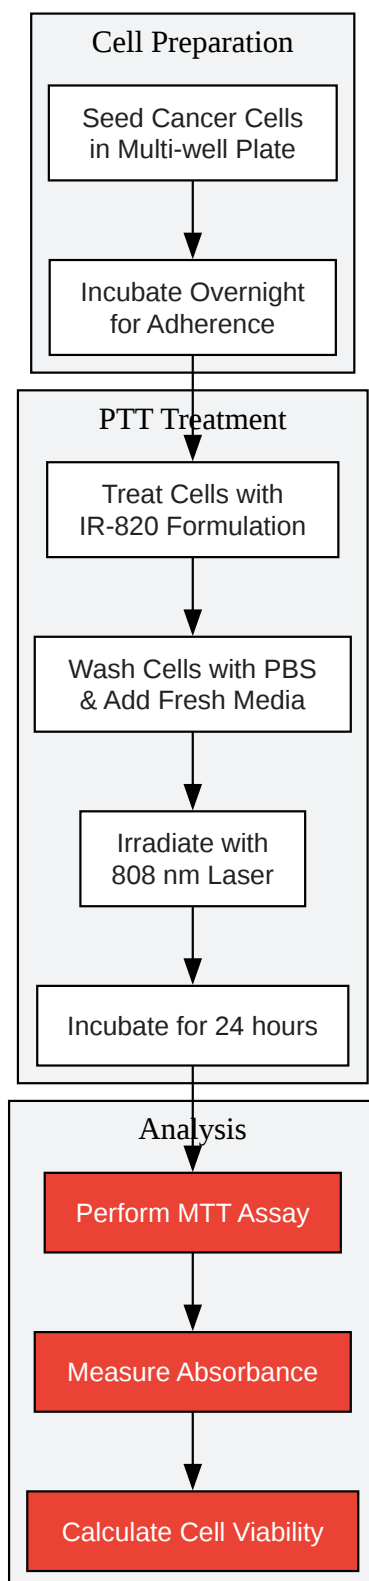 Cell Preparation
Seed Cancer Cells
in Multi-well Plate
Incubate Overnight
for Adherence
PTT Treatment
Treat Cells with
IR-820 Formulation
Wash Cells with PBS
& Add Fresh Media
Irradiate with
808 nm Laser
Incubate for 24 hours
Analysis
Perform MTT Assay
Measure Absorbance
Calculate Cell Viability